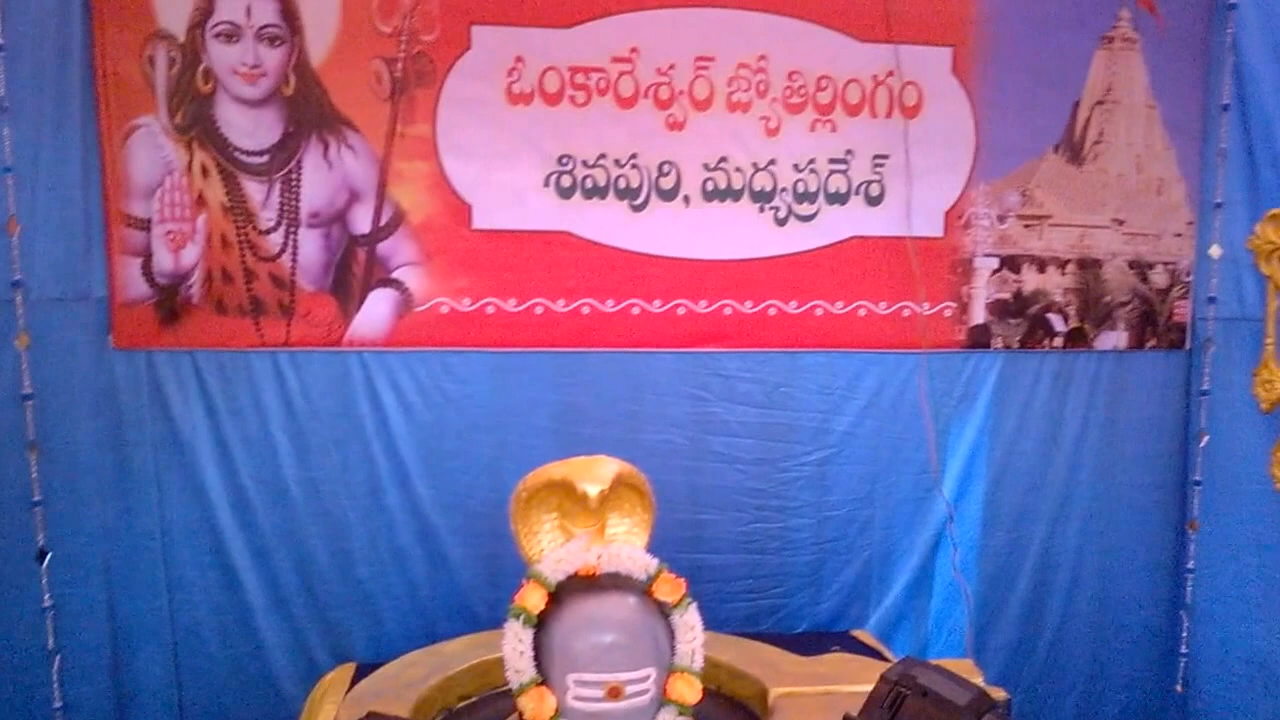 ఓంకారేశ్వర్ జ్యోతిర్లింగం
శివపురి, మధ్యప్రదేశ్